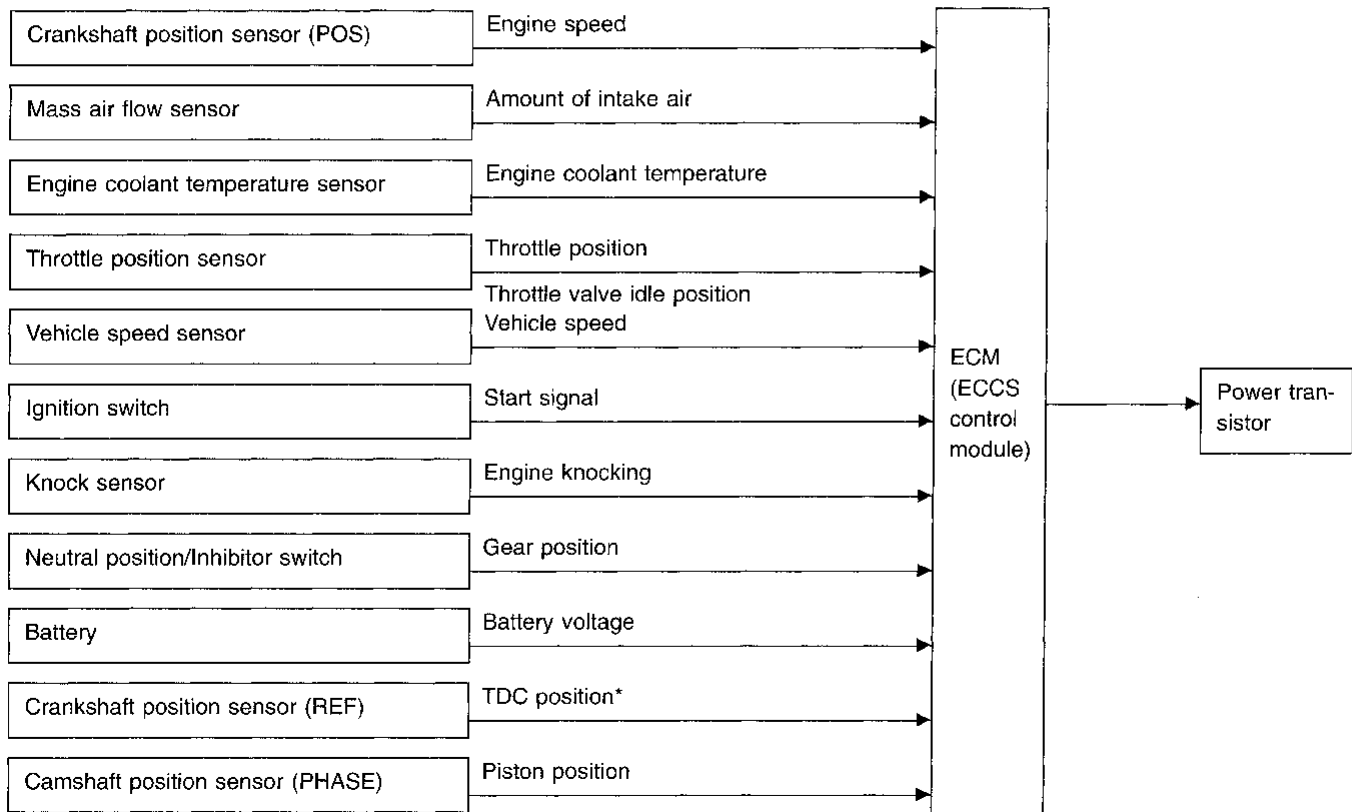 Crankshaft position sensor (POS)
Engine speed
Mass air flow sensor
Amount of intake air
Engine coolant temperature sensor
Engine coolant temperature
Throttle position sensor
Throttle position
Throttle valve idle position
Vehicle speed sensor
Vehicle speed
Ignition switch
Start signal
Knock sensor
Engine knocking
Neutral position/Inhibitor switch
Gear position
Battery
Battery voltage
Crankshaft position sensor (REF)
TDC position*
Camshaft position sensor (PHASE)
Piston position
ECM
(ECCS
control
module)
Power tran-
sistor